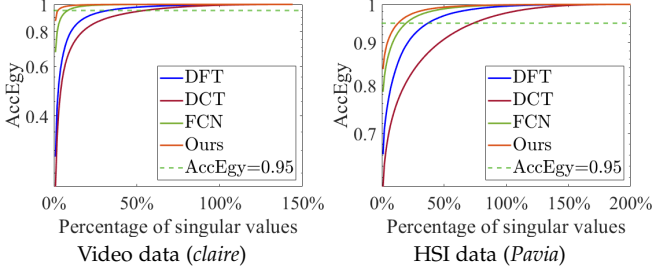 AccEgy
1
0.8
0.6
0.4
DFT
DCT
FCN
Ours
AccEgy=0.95
0% 50% 100% 150%
Percentage of singular values
Video data (claire)
AccEgy
1
0.9
0.8
0.7
DFT
DCT
FCN
Ours
AccEgy=0.95
0% 50% 100% 150% 200%
Percentage of singular values
HSI data (Pavia)